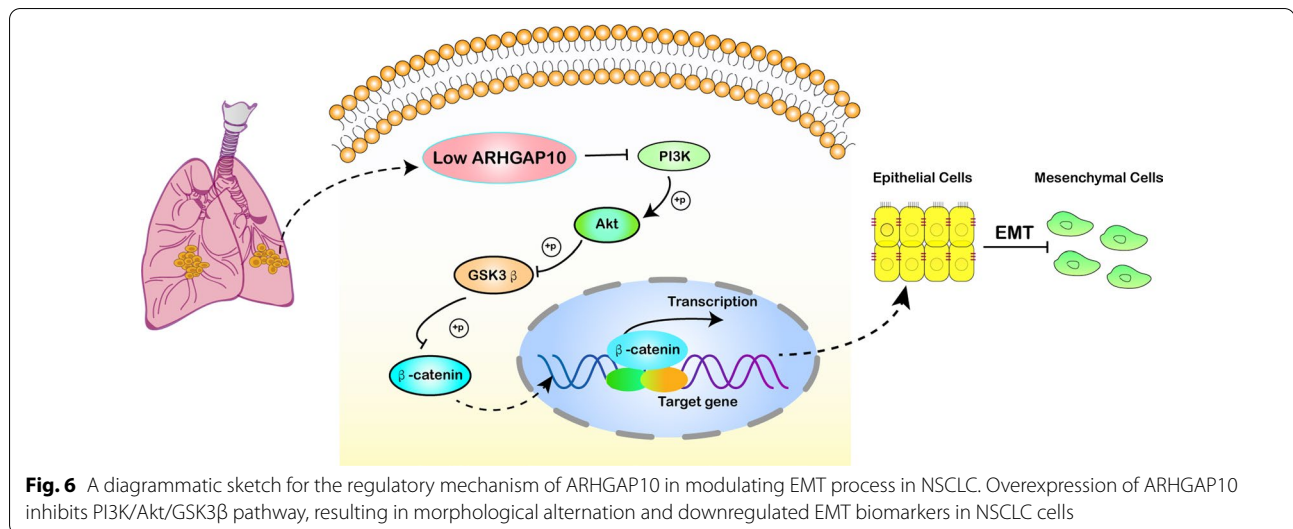 Low ARHGAP10
PI3K
+p
Akt
+p
GSK3 β
+p
β -catenin
Transcription
β -catenin
Target gene
Epithelial Cells
Mesenchymal Cells
EMT
Fig. 6 A diagrammatic sketch for the regulatory mechanism of ARHGAP10 in modulating EMT process in NSCLC. Overexpression of ARHGAP10
inhibits PI3K/Akt/GSK3β pathway, resulting in morphological alternation and downregulated EMT biomarkers in NSCLC cells